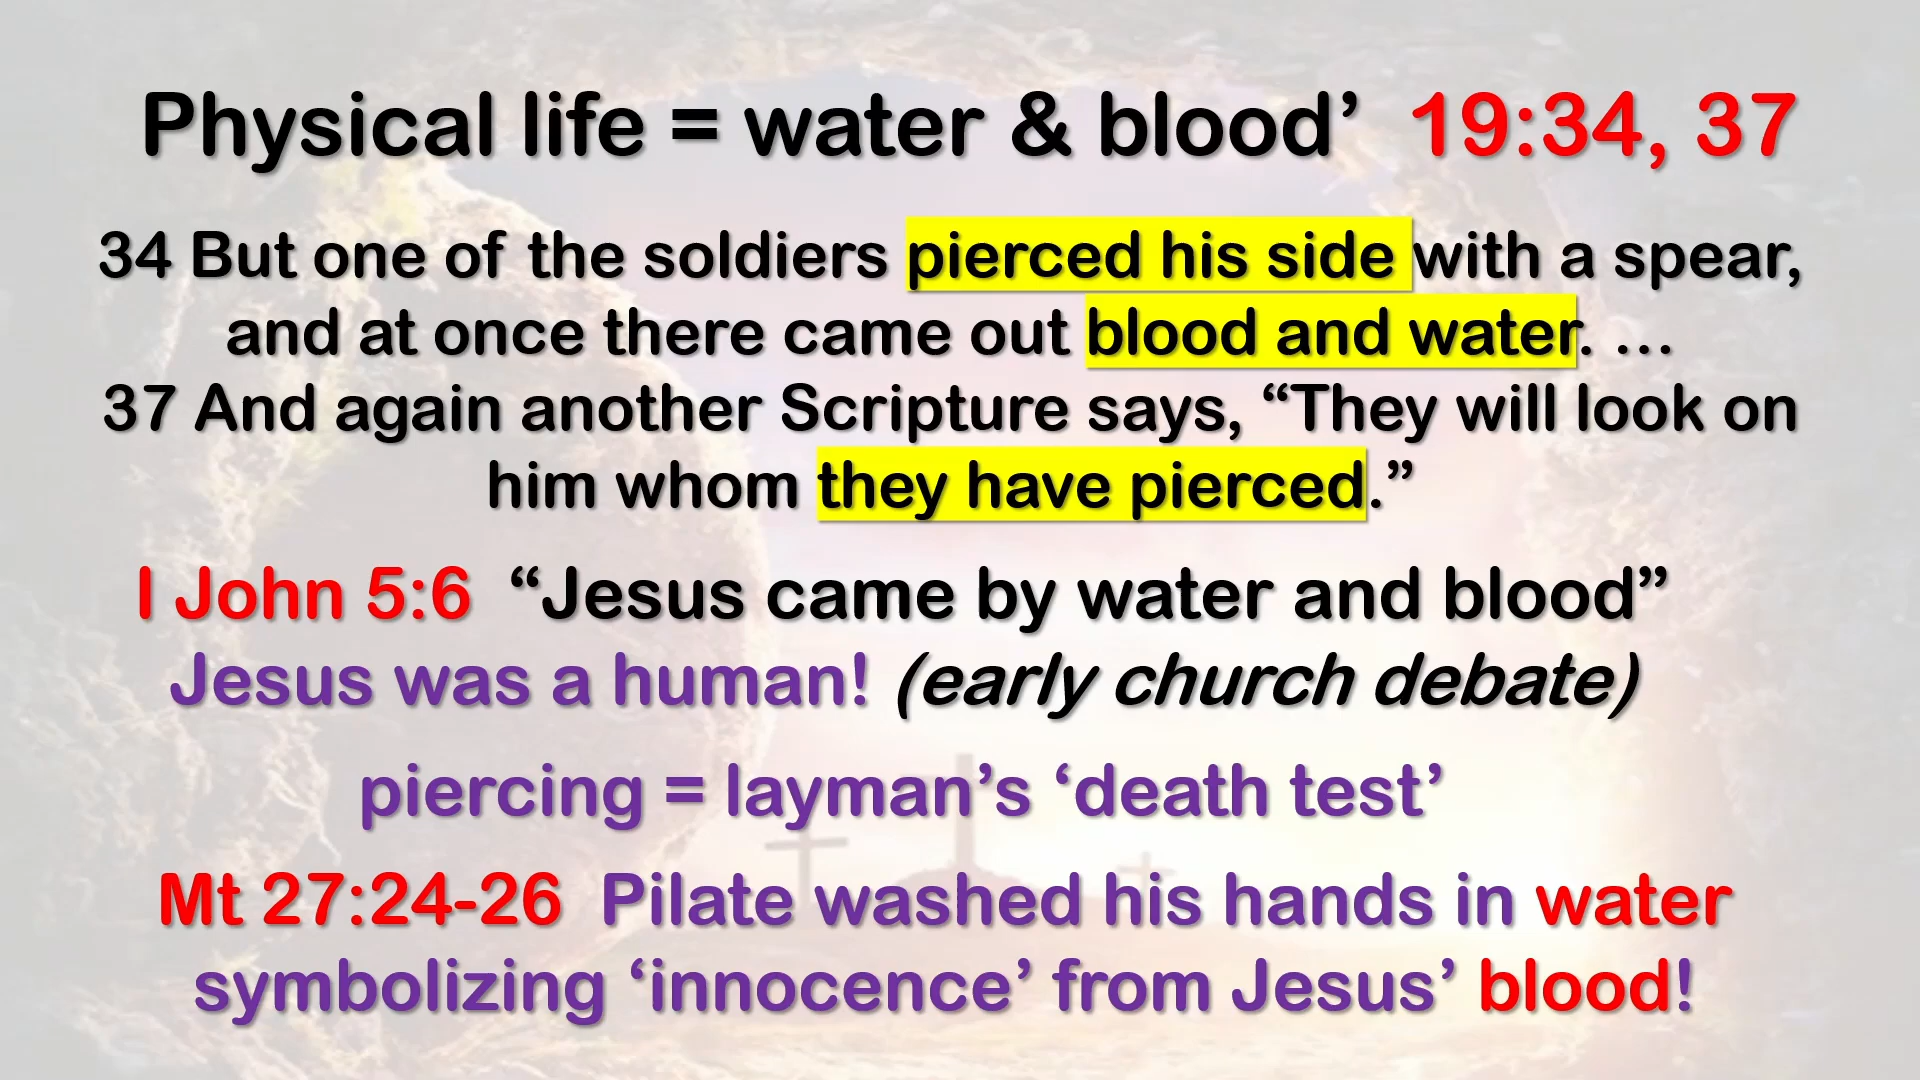 Physical life = water & blood’ 19:34, 37
34 But one of the soldiers pierced his side with a spear,
and at once there came out blood and water. …
37 And again another Scripture says, “They will look on
him whom they have pierced.”
I John 5:6 “Jesus came by water and blood”
Jesus was a human! (early church debate)
piercing = layman’s ‘death test’
Mt 27:24-26 Pilate washed his hands in water
symbolizing ‘innocence’ from Jesus’ blood!